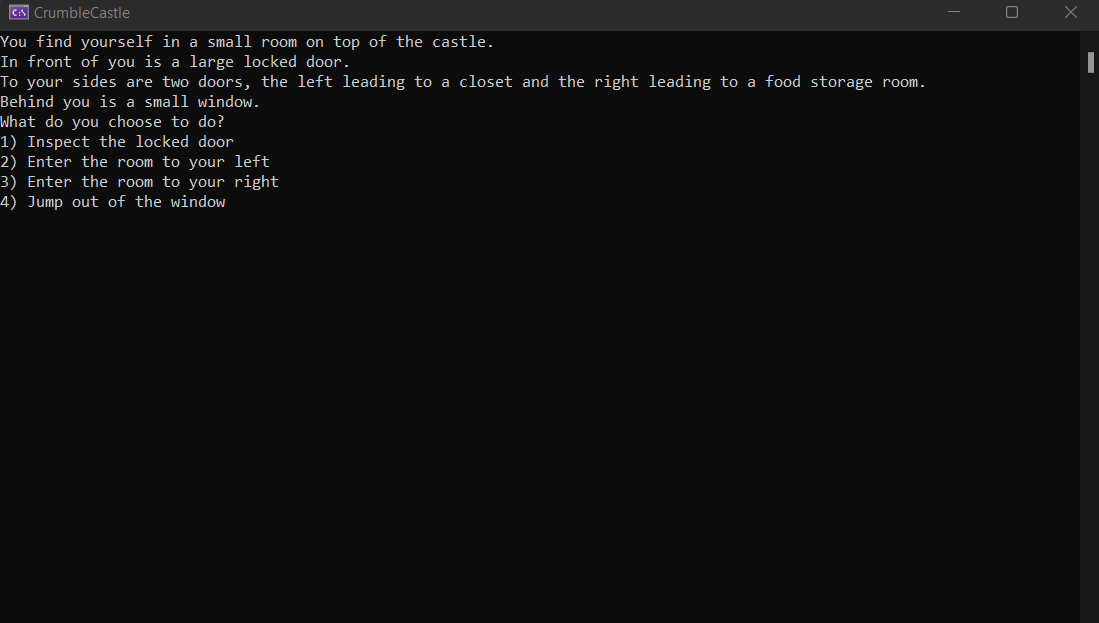 CrumbleCastle
You find yourself in a small room on top of the castle.
In front of you is a large locked door.
To your sides are two doors, the left leading to a closet and the right leading to a food storage room.
Behind you is a small window.
What do you choose to do?
1) Inspect the locked door
2) Enter the room to your left
3) Enter the room to your right
4) Jump out of the window